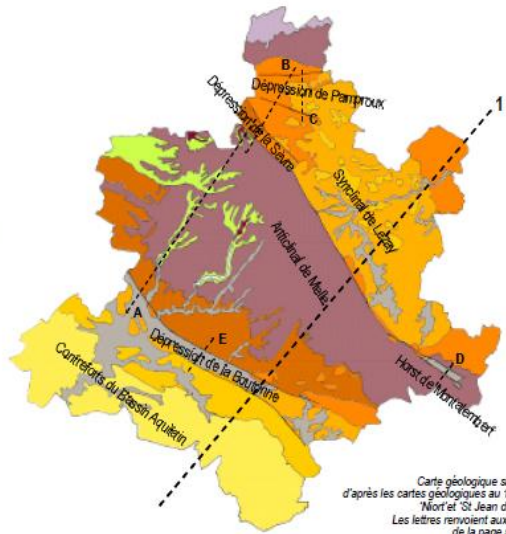 B
Dépression de Pamproux
C
1
Dépression de la Sèvre
Synclinal de Lezay
Anticlinal de Melle
A
E
D
Dépression de la Boutonne
Horst de Montalembert
Contreforts du Bassin Aquitain
Carte géologique s
d'après les cartes géologiques au
'Niort' et 'St Jean d
Les lettres renvoient aux
de la page